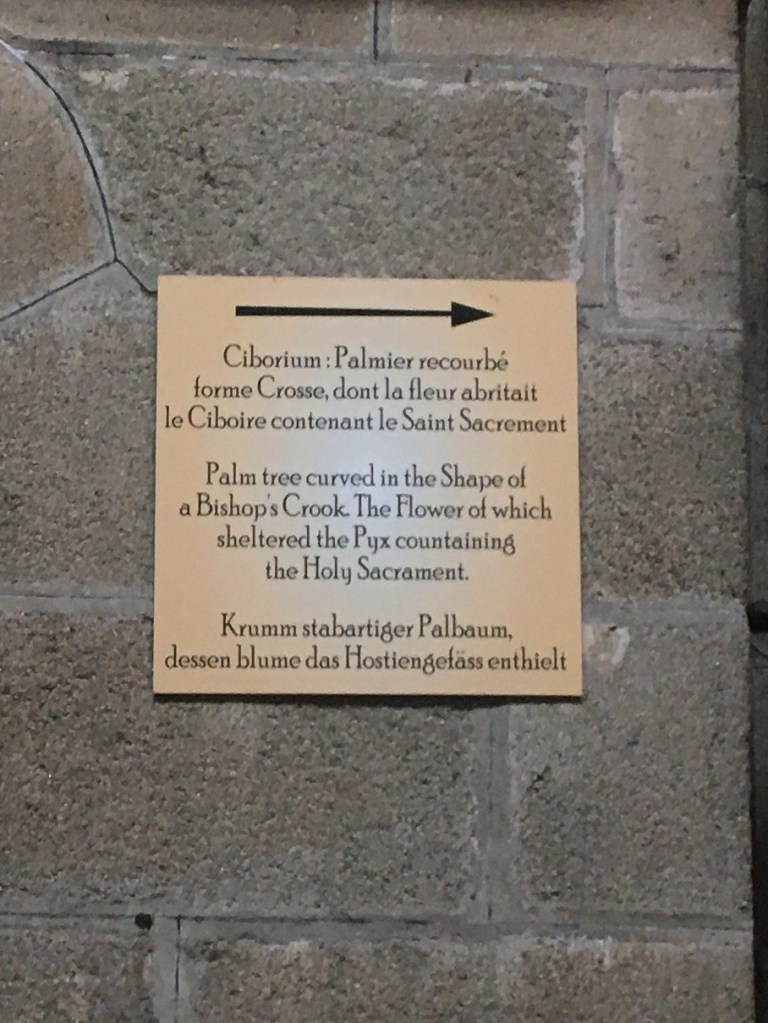 Ciborium : Palmier recourbé
forme Crosse, dont la fleur abritait
le Ciboire contenant le Saint Sacrement
Palm tree curved in the Shape of
a Bishop's Crook. The Flower of which
sheltered the Pyx countaining
the Holy Sacrament.
Krumm stabartiger Palbaum,
dessen blume das Hostiengefäss enthielt